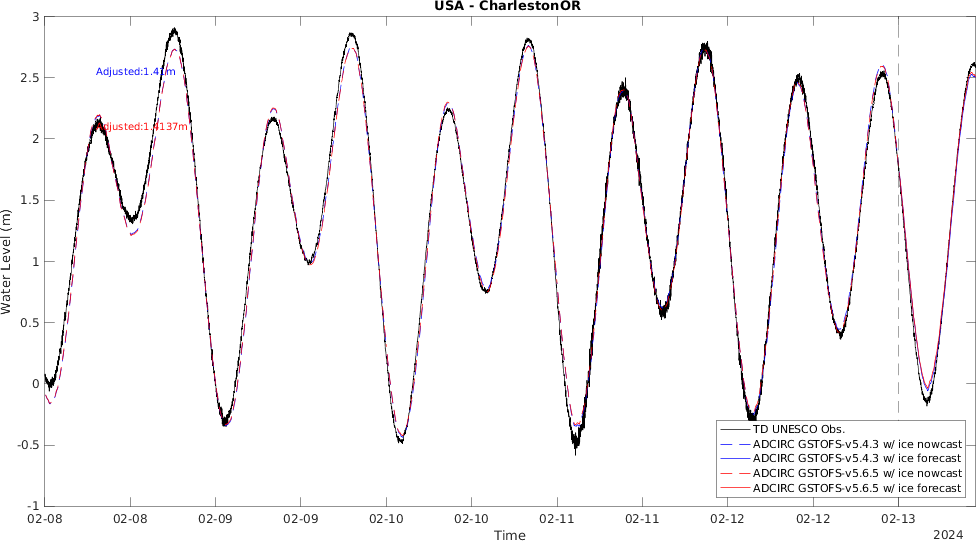 USA - CharlestonOR
3
2.5
2
1.5
1
0.5
0
-0.5
-1
Water Level (m)
Adjusted:1.41m
Adjusted:1.4137m
TD UNESCO Obs.
ADCIRC GSTOFS-v5.4.3 w/ ice nowcast
ADCIRC GSTOFS-v5.4.3 w/ ice forecast
ADCIRC GSTOFS-v5.6.5 w/ ice nowcast
ADCIRC GSTOFS-v5.6.5 w/ ice forecast
02-08 02-08 02-09 02-09 02-10 02-10 02-11 02-11 02-12 02-12 02-13
Time
2024